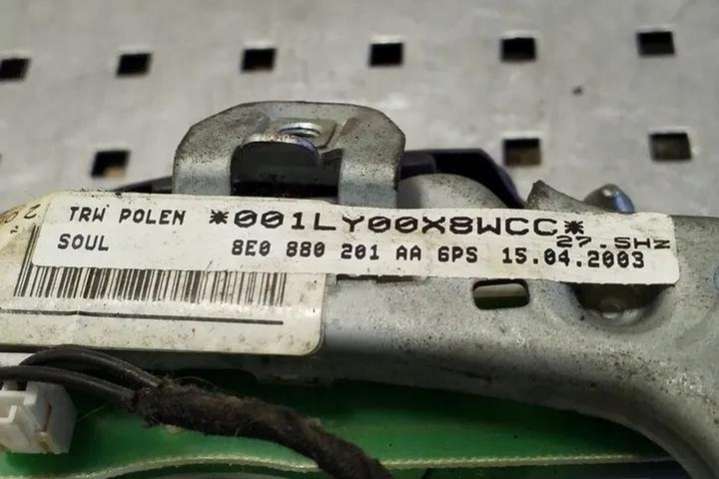 TRW POLEN *001LY00X8WCC*
27.5HZ
SOUL 8E0 880 201 AA 6PS 15.04.2003